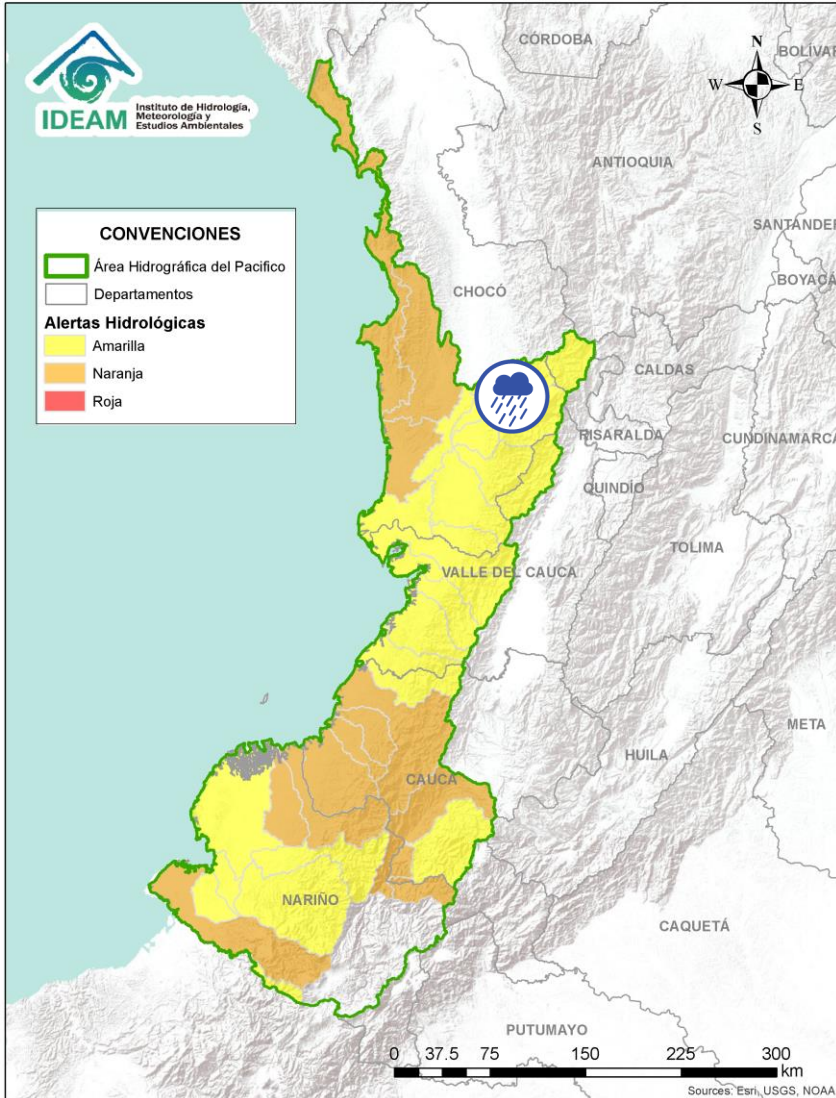 CÓRDOBA
BOLÍVAR
N
W E
S
IDEAM
Instituto de Hidrología,
Meteorología y
Estudios Ambientales
ANTIOQUIA
SANTANDER
CONVENCIONES
Área Hidrográfica del Pacifico
Departamentos
Alertas Hidrológicas
Amarilla
Naranja
Roja
BOYACÁ
CHOCÓ
CALDAS
RISARALDA
CUNDINAMARCA
QUINDÍO
TOLIMA
VALLE DEL CAUCA
META
HUILA
CAUCA
NARIÑO
CAQUETÁ
PUTUMAYO
0 37.5 75 150 225 300
km
Sources: Esri, USGS, NOAA